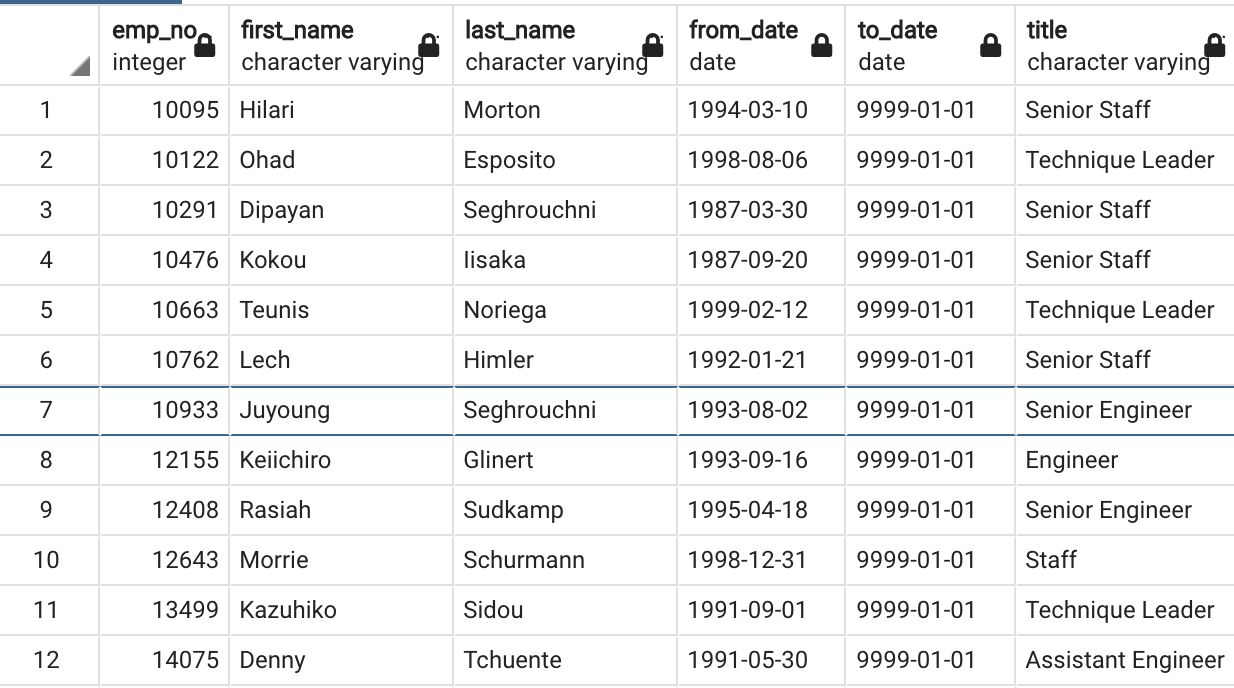 emp_no first_name last_name from_date to_date title
integer character varying character varying date date character varying
1 10095 Hilari Morton 1994-03-10 9999-01-01 Senior Staff
2 10122 Ohad Esposito 1998-08-06 9999-01-01 Technique Leader
3 10291 Dipayan Seghrouchni 1987-03-30 9999-01-01 Senior Staff
4 10476 Kokou Iisaka 1987-09-20 9999-01-01 Senior Staff
5 10663 Teunis Noriega 1999-02-12 9999-01-01 Technique Leader
6 10762 Lech Himler 1992-01-21 9999-01-01 Senior Staff
7 10933 Juyoung Seghrouchni 1993-08-02 9999-01-01 Senior Engineer
8 12155 Keiichiro Glinert 1993-09-16 9999-01-01 Engineer
9 12408 Rasiah Sudkamp 1995-04-18 9999-01-01 Senior Engineer
10 12643 Morrie Schurmann 1998-12-31 9999-01-01 Staff
11 13499 Kazuhiko Sidou 1991-09-01 9999-01-01 Technique Leader
12 14075 Denny Tchuente 1991-05-30 9999-01-01 Assistant Engineer